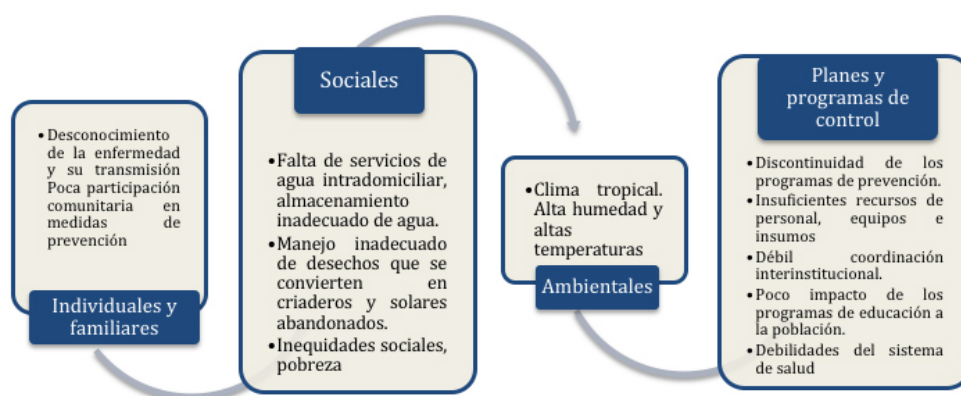 •Desconocimiento
de la enfermedad
y su transmisión
Poca participación
comunitaria en
medidas de
prevención
Individuales y
familiares
Sociales
•Falta de servicios de
agua intradomiciliar,
almacenamiento
inadecuado de agua.
•Manejo inadecuado
de desechos que se
convierten en
criaderos y solares
abandonados.
•Inequidades sociales,
pobreza
•Clima tropical.
Alta humedad y
altas
temperaturas
Ambientales
Planes y
programas de
control
•Discontinuidad de los
programas de prevención.
•Insuficientes recursos de
personal, equipos e
insumos
•Débil coordinación
interinstitucional.
•Poco impacto de los
programas de educación a
la población.
•Debilidades del sistema
de salud